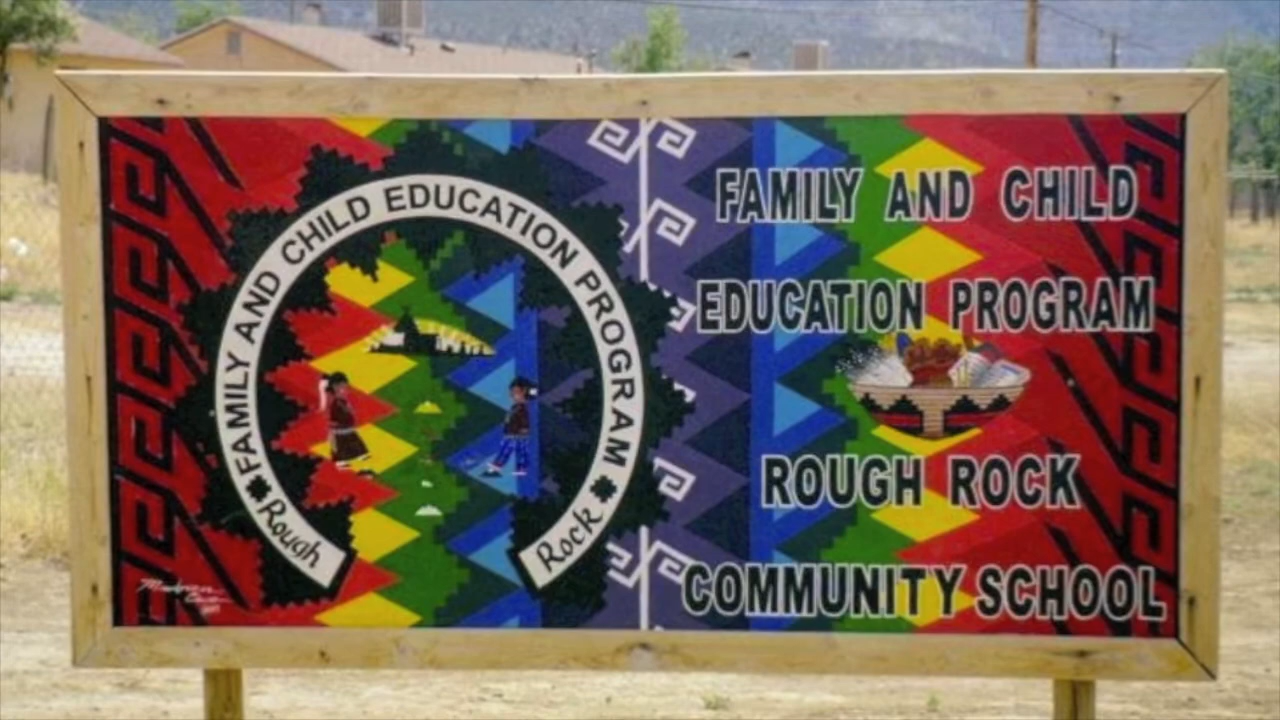 FAMILY AND CHILD EDUCATION PROGRAM
Rough Rock
FAMILY AND CHILD
EDUCATION PROGRAM
ROUGH ROCK
COMMUNITY SCHOOL